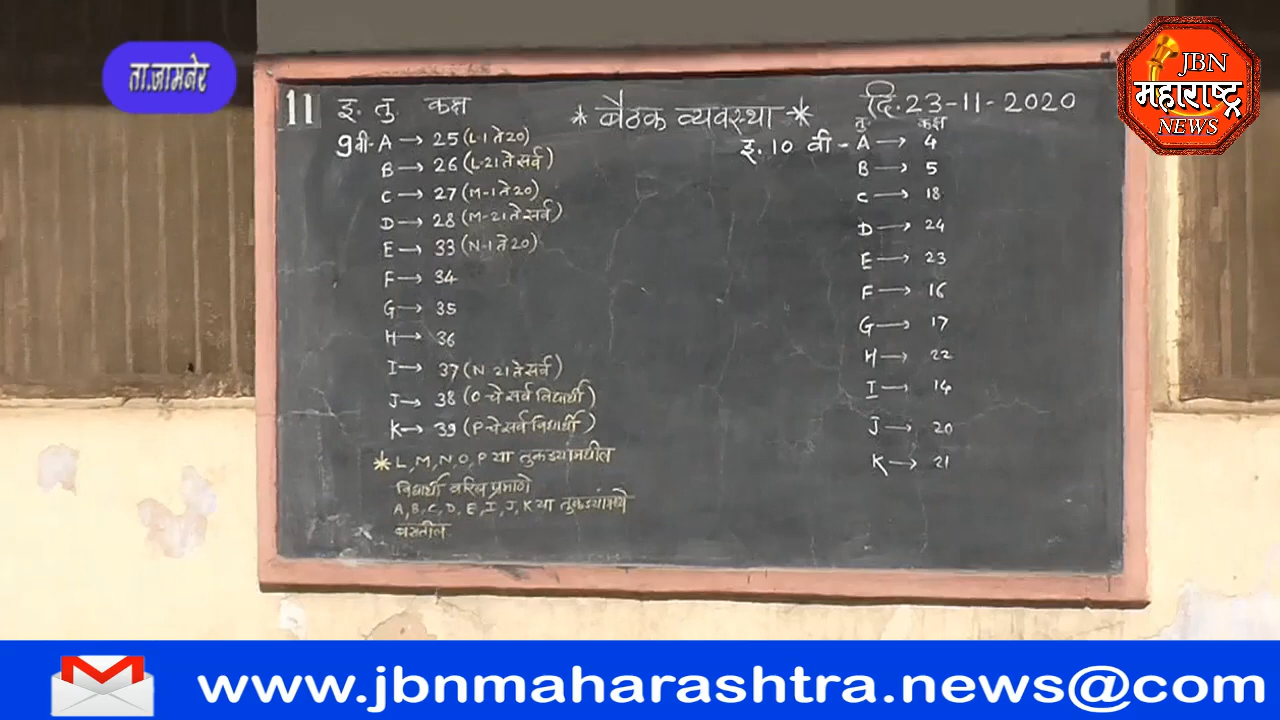 ता.जामनेर
JBN
महाराष्ट्र
NEWS
11 इ. तु. कक्ष
* बैठक व्यवस्था *
दि. 23-11-2020
9वी - A → 25 (L-1 ते 20)
B → 26 (L-21 ते सर्व)
C → 27 (M-1 ते 20)
D → 28 (M-21 ते सर्व)
E → 33 (N-1 ते 20)
F → 34
G → 35
H → 36
I → 37 (N-21 ते सर्व)
J → 38 (O चे सर्व विद्यार्थी)
K → 39 (P चे सर्व विद्यार्थी)
* L, M, N, O, P या तुकड्यांमधील
विद्यार्थी वरिल प्रमाणे
A, B, C, D, E, I, J, K या तुकड्यांमध्ये
बसतील
तु. कक्ष
इ. 10 वी - A → 4
B → 5
C → 18
D → 24
E → 23
F → 16
G → 17
H → 22
I → 14
J → 20
K → 21
www.jbnmaharashtra.news@com